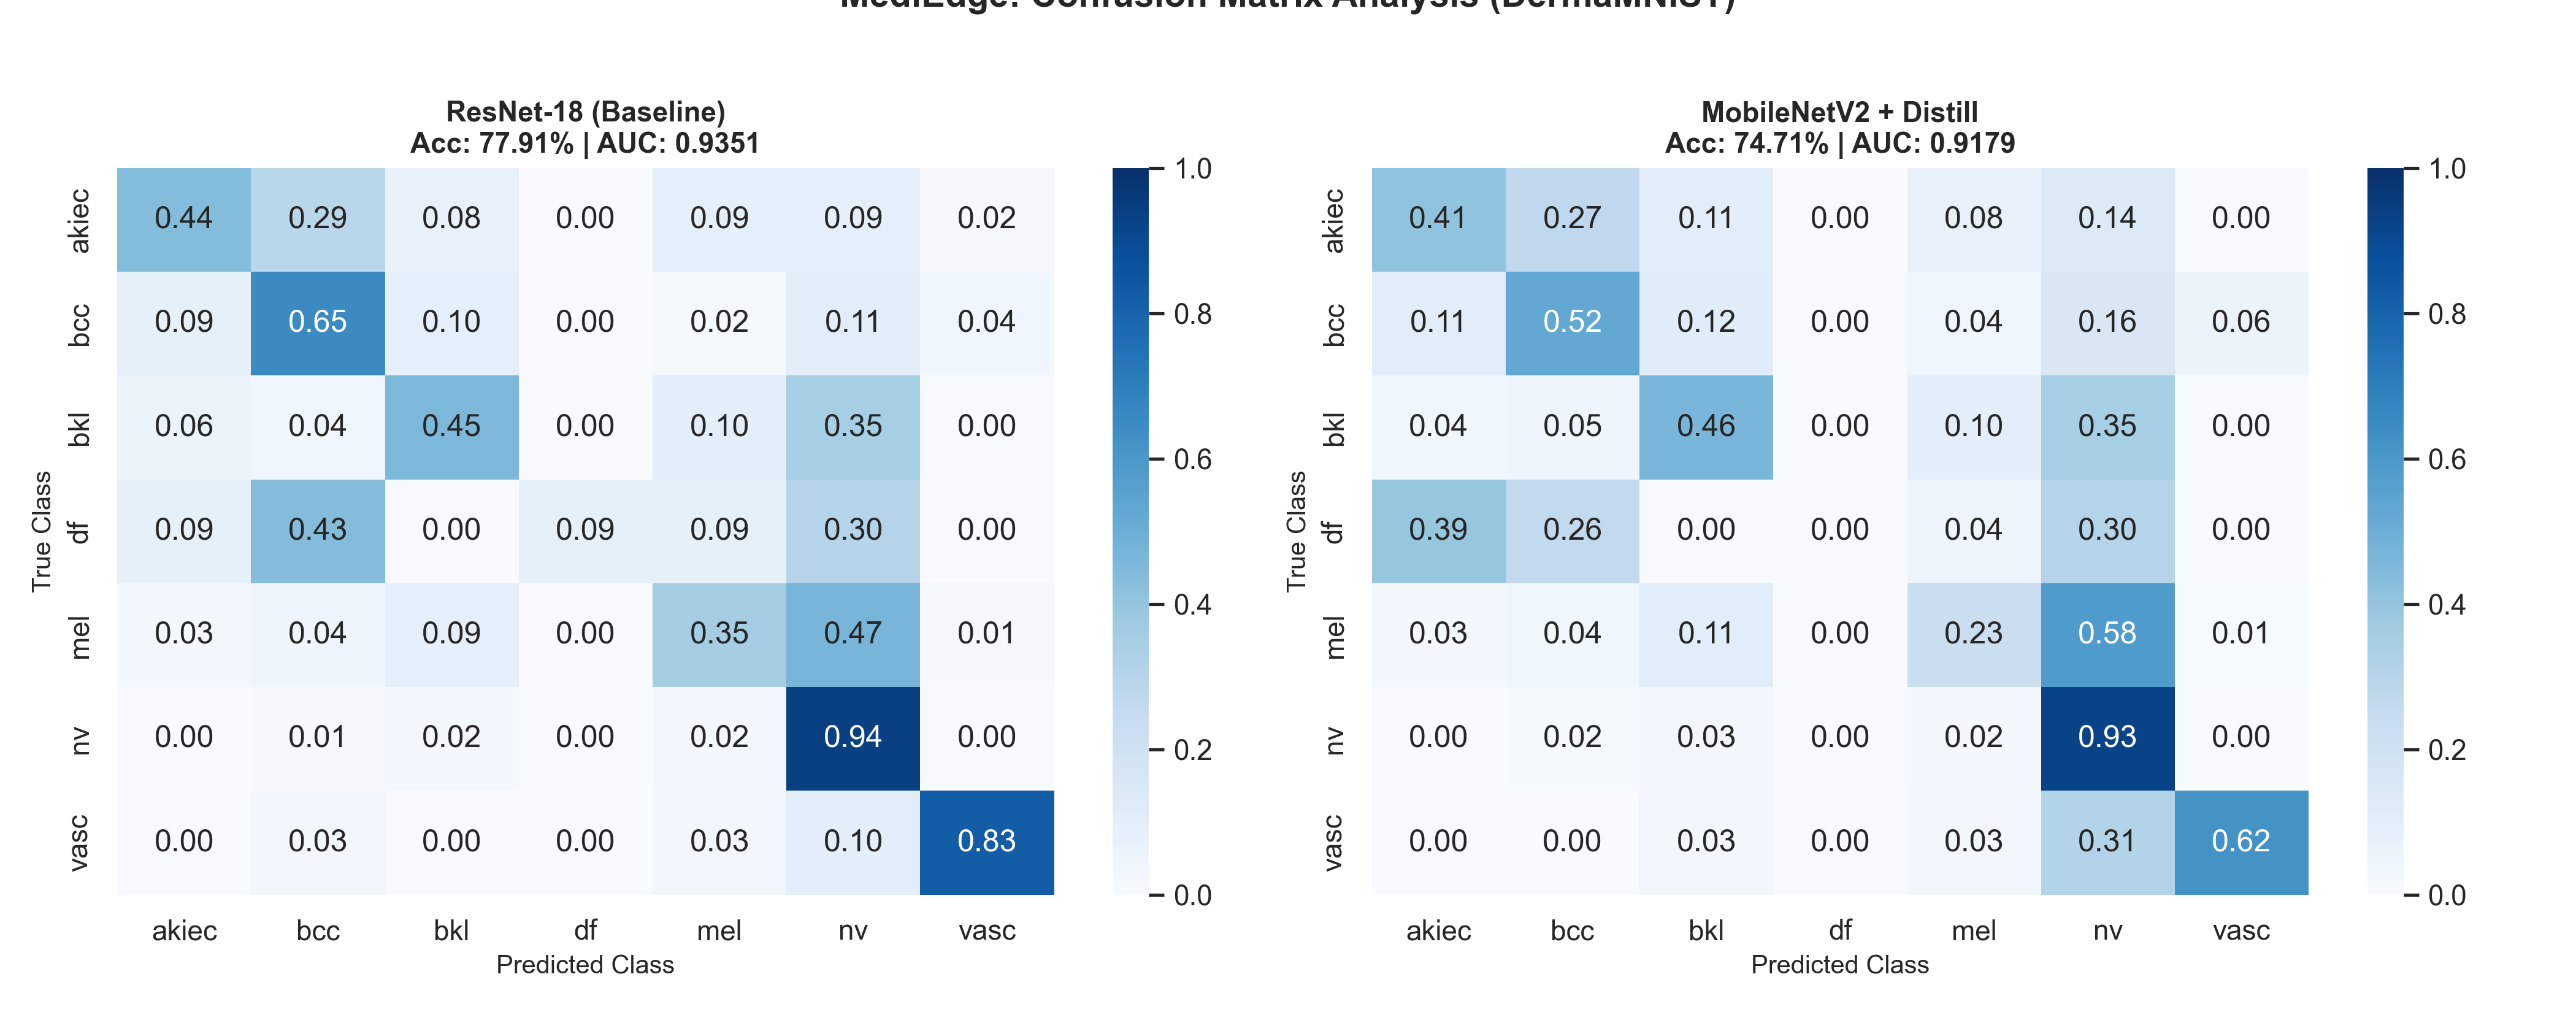 MediEdge: Confusion Matrix Analysis (DermaMNIST)
ResNet-18 (Baseline)
Acc: 77.91% | AUC: 0.9351
True Class
akiec 0.44 0.29 0.08 0.00 0.09 0.09 0.02
bcc 0.09 0.65 0.10 0.00 0.02 0.11 0.04
bkl 0.06 0.04 0.45 0.00 0.10 0.35 0.00
df 0.09 0.43 0.00 0.09 0.09 0.30 0.00
mel 0.03 0.04 0.09 0.00 0.35 0.47 0.01
nv 0.00 0.01 0.02 0.00 0.02 0.94 0.00
vasc 0.00 0.03 0.00 0.00 0.03 0.10 0.83
akiec bcc bkl df mel nv vasc
Predicted Class
1.0
0.8
0.6
0.4
0.2
0.0
MobileNetV2 + Distill
Acc: 74.71% | AUC: 0.9179
True Class
akiec 0.41 0.27 0.11 0.00 0.08 0.14 0.00
bcc 0.11 0.52 0.12 0.00 0.04 0.16 0.06
bkl 0.04 0.05 0.46 0.00 0.10 0.35 0.00
df 0.39 0.26 0.00 0.00 0.04 0.30 0.00
mel 0.03 0.04 0.11 0.00 0.23 0.58 0.01
nv 0.00 0.02 0.03 0.00 0.02 0.93 0.00
vasc 0.00 0.00 0.03 0.00 0.03 0.31 0.62
akiec bcc bkl df mel nv vasc
Predicted Class
1.0
0.8
0.6
0.4
0.2
0.0